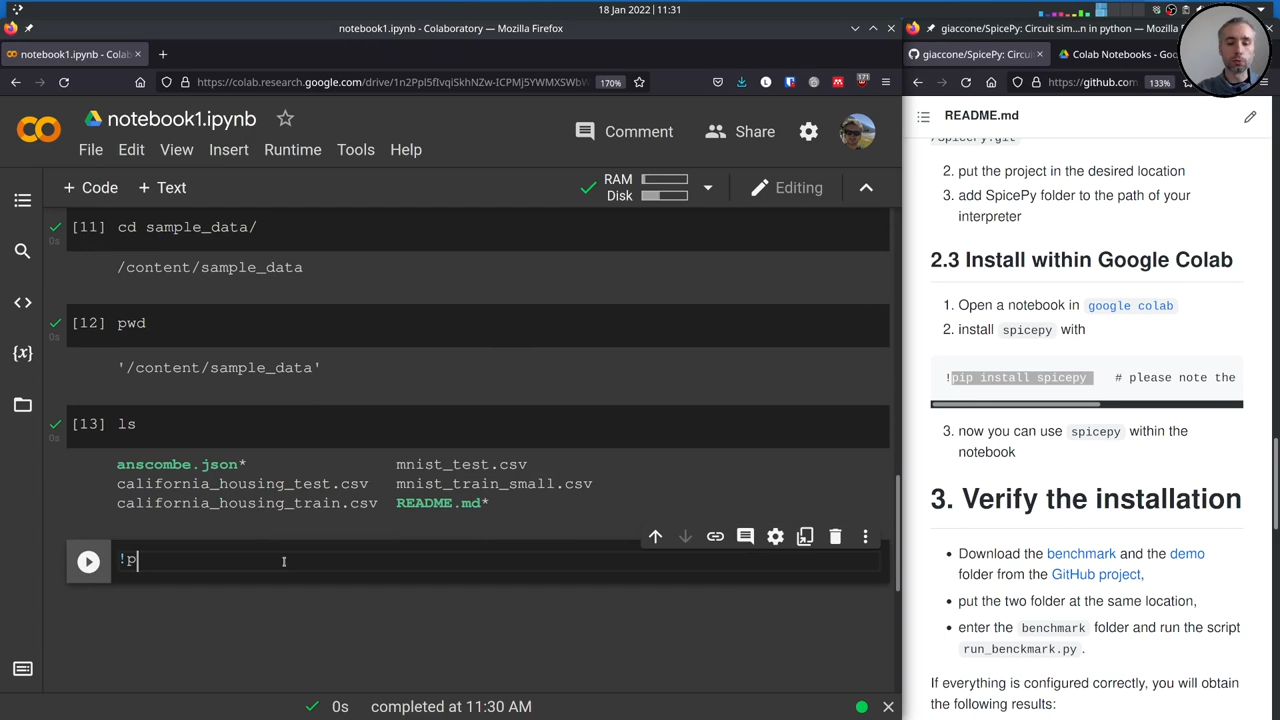 18 Jan 2022 | 11:31
notebook1.ipynb - Colaboratory — Mozilla Firefox
notebook1.ipynb - Colab
https://colab.research.google.com/drive/1n2Ppl5fIvqiSkhNZw-ICPMj5YWMXSWb
170%
171
notebook1.ipynb
Comment
Share
File Edit View Insert Runtime Tools Help
+ Code + Text
RAM
Disk
Editing
[11] cd sample_data/
0s
/content/sample_data
[12] pwd
0s
'/content/sample_data'
[13] ls
0s
anscombe.json* mnist_test.csv
california_housing_test.csv mnist_train_small.csv
california_housing_train.csv README.md*
!p
0s completed at 11:30 AM
giaccone/SpicePy: Circuit sim...n in python — M
giaccone/SpicePy: Circu
Colab Notebooks - Goo
https://github.com
133%
README.md
/SpicePy.git
2. put the project in the desired location
3. add SpicePy folder to the path of your
interpreter
2.3 Install within Google Colab
1. Open a notebook in google colab
2. install spicepy with
!pip install spicepy # please note the
3. now you can use spicepy within the
notebook
3. Verify the installation
• Download the benchmark and the demo
folder from the GitHub project,
• put the two folder at the same location,
• enter the benchmark folder and run the script
run_benckmark.py.
If everything is configured correctly, you will obtain
the following results: